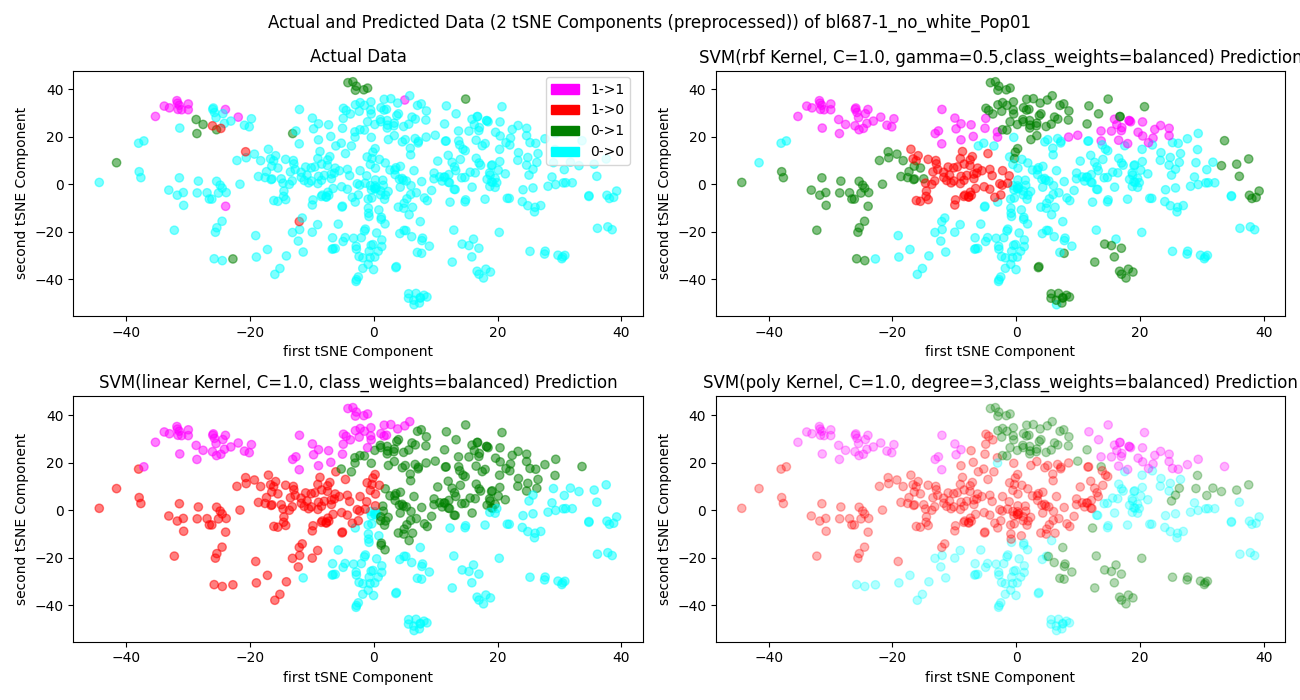 Actual and Predicted Data (2 tSNE Components (preprocessed)) of bl687-1_no_white_Pop01
Actual Data
second tSNE Component
40
20
0
−20
−40
−40 −20 0 20 40
first tSNE Component
1->1
1->0
0->1
0->0
SVM(rbf Kernel, C=1.0, gamma=0.5,class_weights=balanced) Prediction
second tSNE Component
40
20
0
−20
−40
−40 −20 0 20 40
first tSNE Component
SVM(linear Kernel, C=1.0, class_weights=balanced) Prediction
second tSNE Component
40
20
0
−20
−40
−40 −20 0 20 40
first tSNE Component
SVM(poly Kernel, C=1.0, degree=3,class_weights=balanced) Prediction
second tSNE Component
40
20
0
−20
−40
−40 −20 0 20 40
first tSNE Component